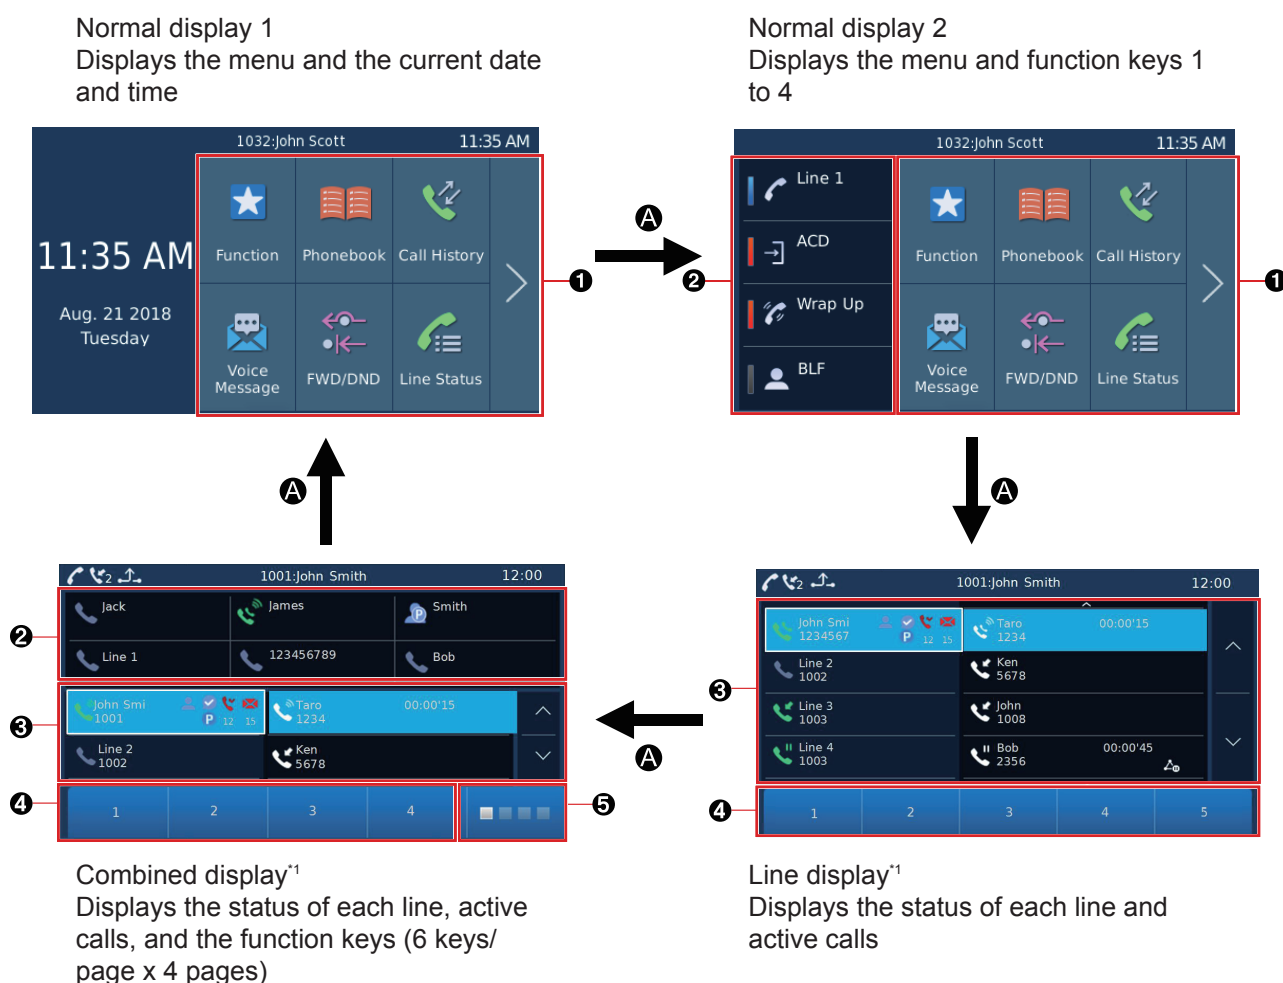 Normal display 1
Displays the menu and the current date
and time
Normal display 2
Displays the menu and function keys 1
to 4
1032:John Scott
11:35 AM
11:35 AM
Aug. 21 2018
Tuesday
Function
Phonebook
Call History
Voice
Message
FWD/DND
Line Status
1
A
1032:John Scott
11:35 AM
Line 1
ACD
Wrap Up
BLF
2
Function
Phonebook
Call History
Voice
Message
FWD/DND
Line Status
1
A
A
2 1001:John Smith 12:00
Jack
James
P Smith
Line 1
123456789
Bob
2
John Smi
1001
P 12 15
Taro
1234
00:00'15
Line 2
1002
Ken
5678
3
1 2 3 4
4
5
A
2 1001:John Smith 12:00
John Smi
1234567
P 12 15
Taro
1234
00:00'15
Line 2
1002
Ken
5678
Line 3
1003
John
1008
Line 4
1003
Bob
2356
00:00'45
3
1 2 3 4 5
4
Combined display*1
Displays the status of each line, active
calls, and the function keys (6 keys/
page x 4 pages)
Line display*1
Displays the status of each line and
active calls